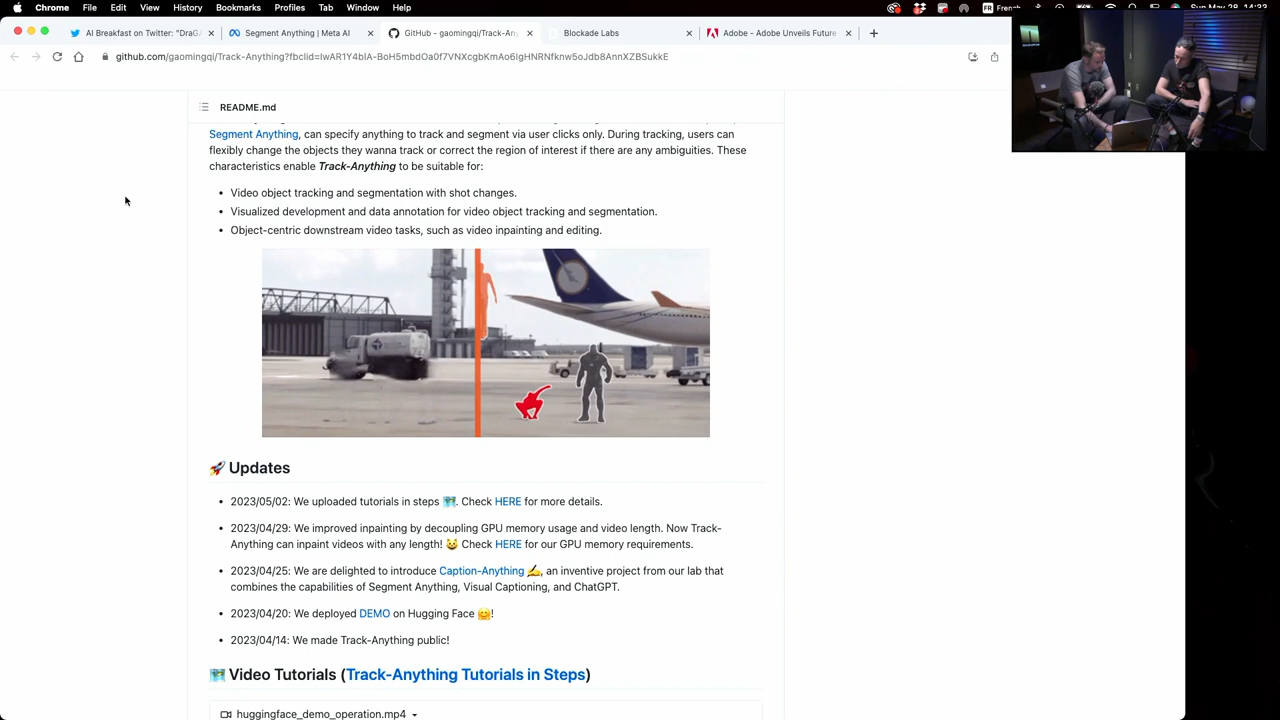 Chrome File Edit View History Bookmarks Profiles Tab Window Help
French
Sun May 28 14:33
AI Breakfast on Twitter: "DraGA
Segment Anything | Meta AI
GitHub - gaomingqi/Track-Any
Blockade Labs
Adobe - Adobe Unveils Future
README.md
Segment Anything, can specify anything to track and segment via user clicks only. During tracking, users can
flexibly change the objects they wanna track or correct the region of interest if there are any ambiguities. These
characteristics enable Track-Anything to be suitable for:
• Video object tracking and segmentation with shot changes.
• Visualized development and data annotation for video object tracking and segmentation.
• Object-centric downstream video tasks, such as video inpainting and editing.
🚀 Updates
• 2023/05/02: We uploaded tutorials in steps 🗺️. Check HERE for more details.
• 2023/04/29: We improved inpainting by decoupling GPU memory usage and video length. Now Track-
Anything can inpaint videos with any length! 😺 Check HERE for our GPU memory requirements.
• 2023/04/25: We are delighted to introduce Caption-Anything ✍️, an inventive project from our lab that
combines the capabilities of Segment Anything, Visual Captioning, and ChatGPT.
• 2023/04/20: We deployed DEMO on Hugging Face 🤗!
• 2023/04/14: We made Track-Anything public!
🗺️ Video Tutorials (Track-Anything Tutorials in Steps)
huggingface_demo_operation.mp4